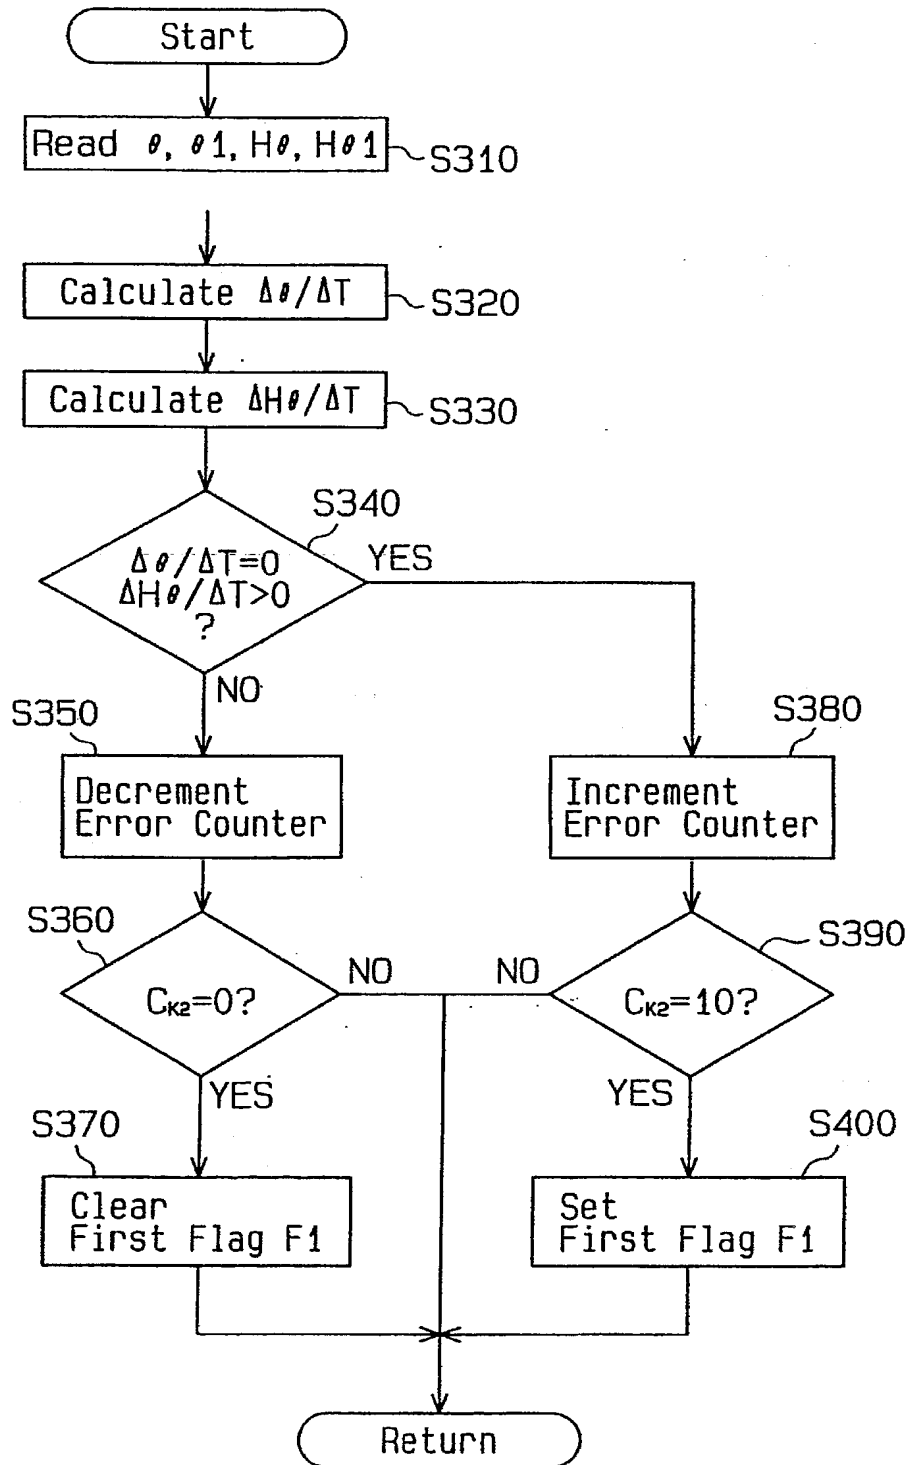 Start
Read θ, θ1, Hθ, Hθ1
S310
Calculate Δθ/ΔT
S320
Calculate ΔHθ/ΔT
S330
S340
Δθ/ΔT=0
ΔHθ/ΔT>0
?
YES
NO
S350
Decrement
Error Counter
S380
Increment
Error Counter
S360
CK2=0?
NO
YES
S390
CK2=10?
NO
YES
S370
Clear
First Flag F1
S400
Set
First Flag F1
Return